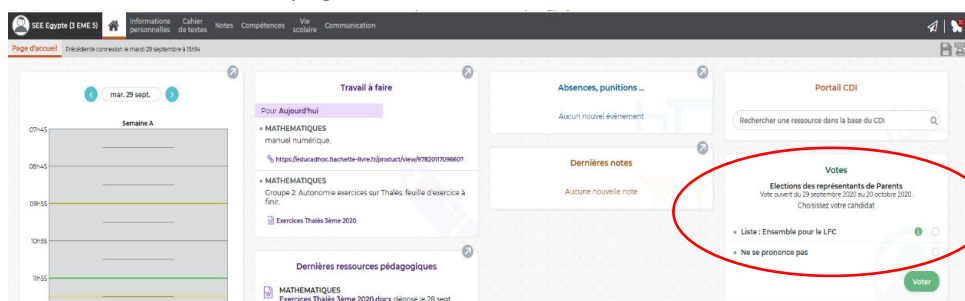 SEE Egypte (3 EME 5)
Informations personnelles
Cahier de textes
Notes
Compétences
Vie scolaire
Communication
Page d'accueil
Précédente connexion le mardi 29 septembre à 15h14
mar. 29 sept.
Semaine A
07h45
08h45
09h55
10h55
11h55
Travail à faire
Pour Aujourd'hui
MATHEMATIQUES
manuel numérique.
https://educadhoc.hachette-livre.fr/product/view/9782017096607
MATHEMATIQUES
Groupe 2: Autonomie exercices sur Thalès: feuille d'exercice à
finir.
Exercices Thalès 3ème 2020
Dernières ressources pédagogiques
MATHEMATIQUES
Exercices Thalès 3ème 2020.docx déposé le 28 sept.
Absences, punitions ...
Aucun nouvel évènement
Dernières notes
Aucune nouvelle note
Portail CDI
Rechercher une ressource dans la base du CDI
Votes
Elections des représentants de Parents
Vote ouvert du 29 septembre 2020 au 20 octobre 2020.
Choisissez votre candidat
Liste : Ensemble pour le LFC
Ne se prononce pas
Voter